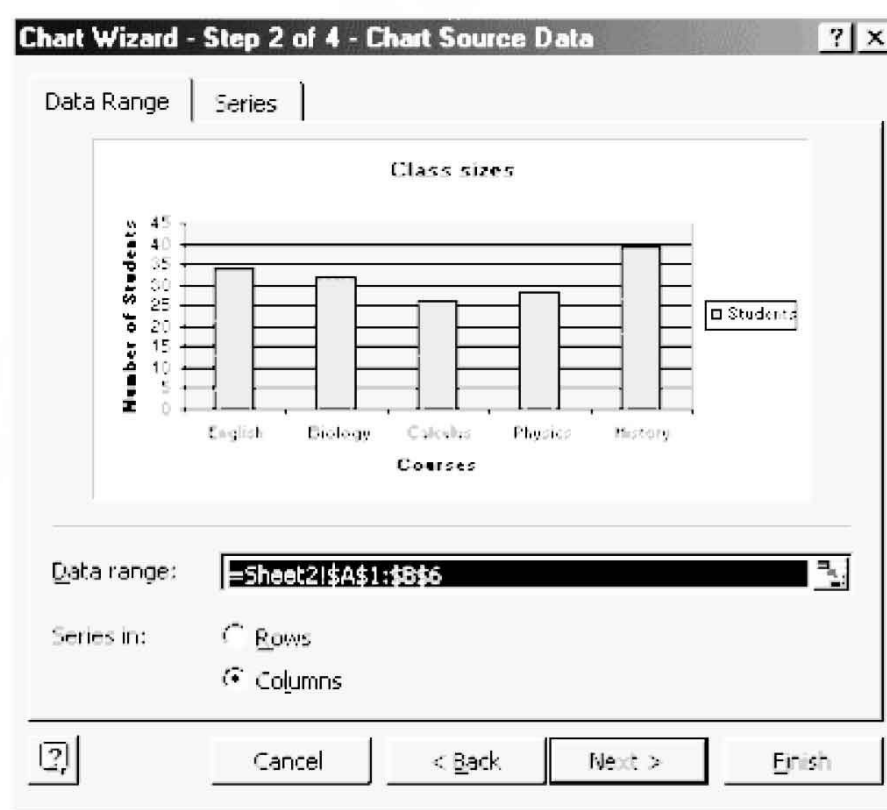 Chart Wizard - Step 2 of 4 - Chart Source Data ? ×
Data Range Series
Class sizes
Number of Students
45
40
35
30
25
20
15
10
5
0
Students
English Biology Calculus Physics History
Courses
Data range: =Sheet2!$A$1:$B$6
Series in: Rows
Columns
? Cancel < Back Next > Finish